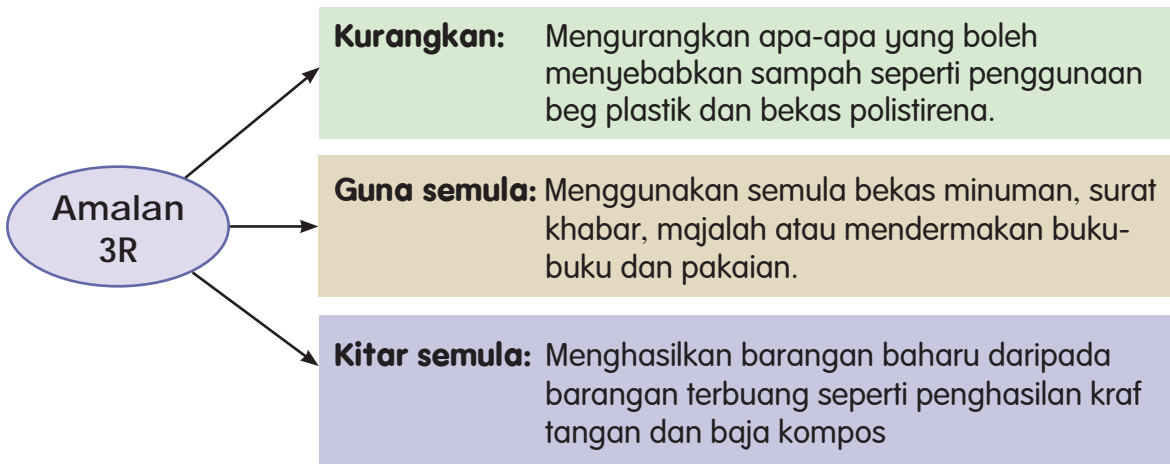 Amalan
3R
Kurangkan: Mengurangkan apa-apa yang boleh
menyebabkan sampah seperti penggunaan
beg plastik dan bekas polistirena.
Guna semula: Menggunakan semula bekas minuman, surat
khabar, majalah atau mendermakan buku-
buku dan pakaian.
Kitar semula: Menghasilkan barangan baharu daripada
barangan terbuang seperti penghasilan kraf
tangan dan baja kompos